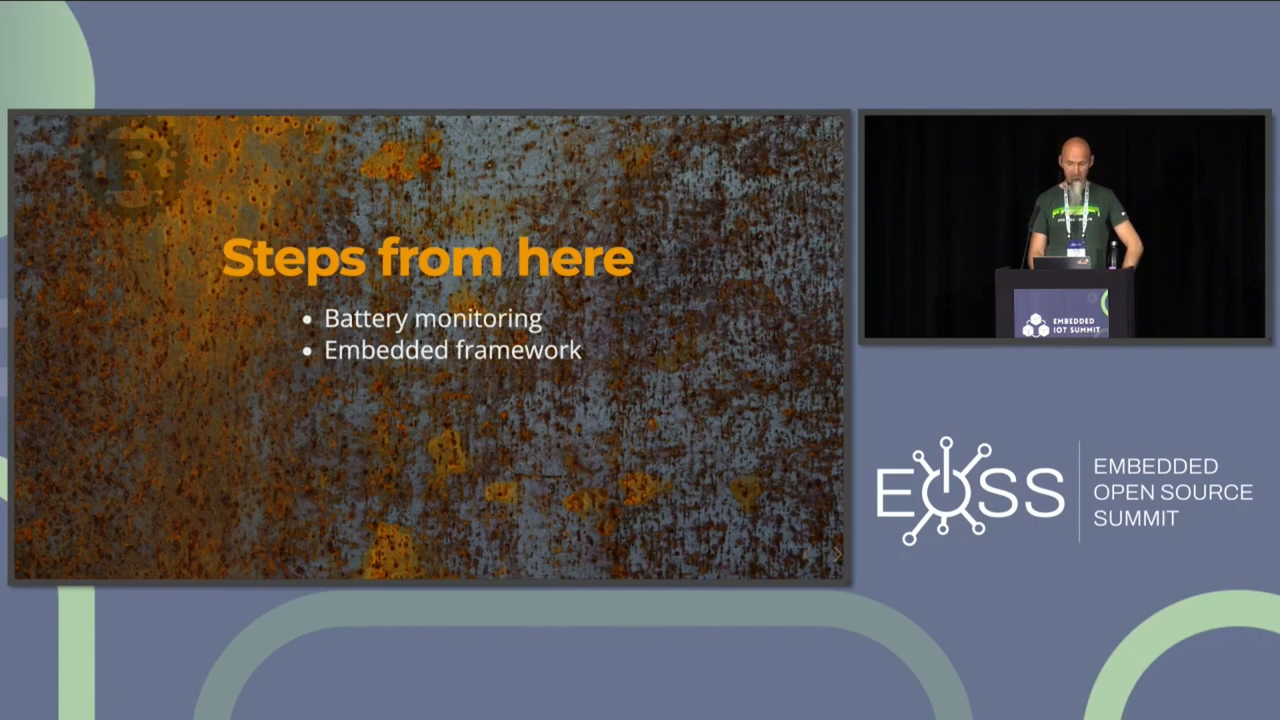 R
Steps from here
Battery monitoring
Embedded framework
EMBEDDED
IOT SUMMIT
EOSS
EMBEDDED
OPEN SOURCE
SUMMIT